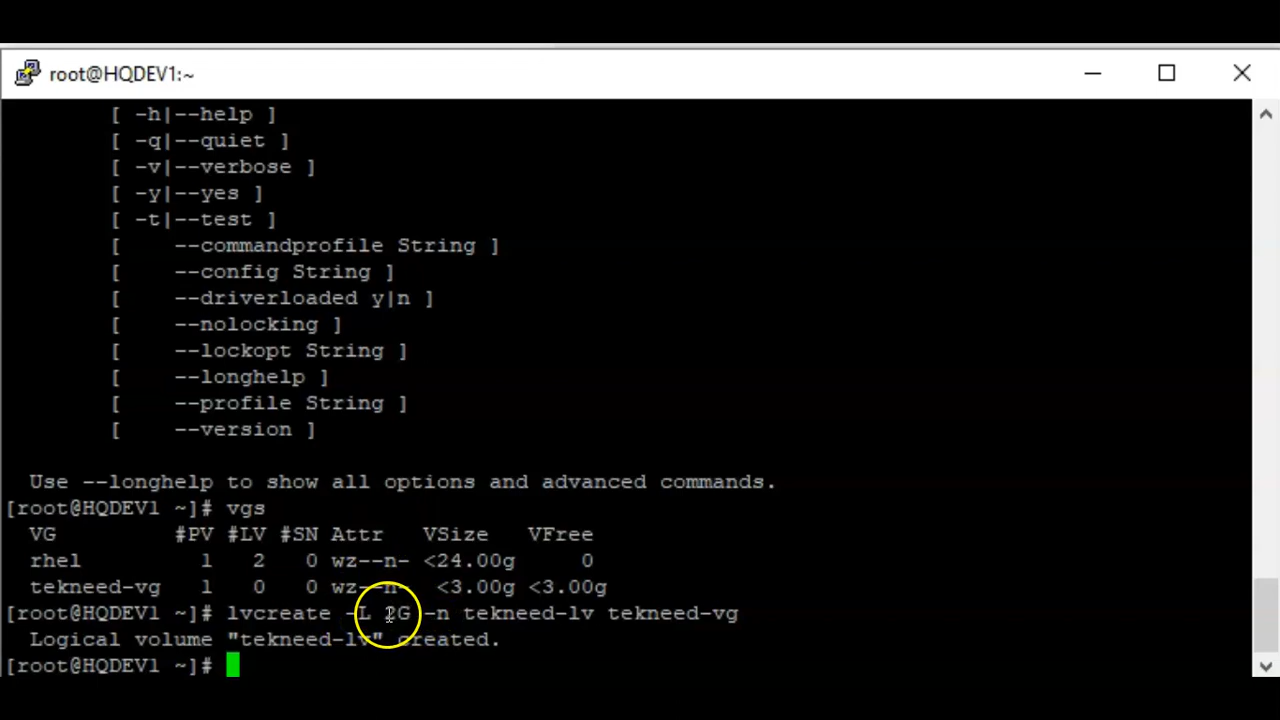 root@HQDEV1:~
[ -h|--help ]
[ -q|--quiet ]
[ -v|--verbose ]
[ -y|--yes ]
[ -t|--test ]
[    --commandprofile String ]
[    --config String ]
[    --driverloaded y|n ]
[    --nolocking ]
[    --lockopt String ]
[    --longhelp ]
[    --profile String ]
[    --version ]
Use --longhelp to show all options and advanced commands.
[root@HQDEV1 ~]# vgs
VG         #PV #LV #SN Attr   VSize   VFree
rhel         1   2   0 wz--n- <24.00g     0
tekneed-vg   1   0   0 wz--n-  <3.00g <3.00g
[root@HQDEV1 ~]# lvcreate -L 2G -n tekneed-lv tekneed-vg
Logical volume "tekneed-lv" created.
[root@HQDEV1 ~]#